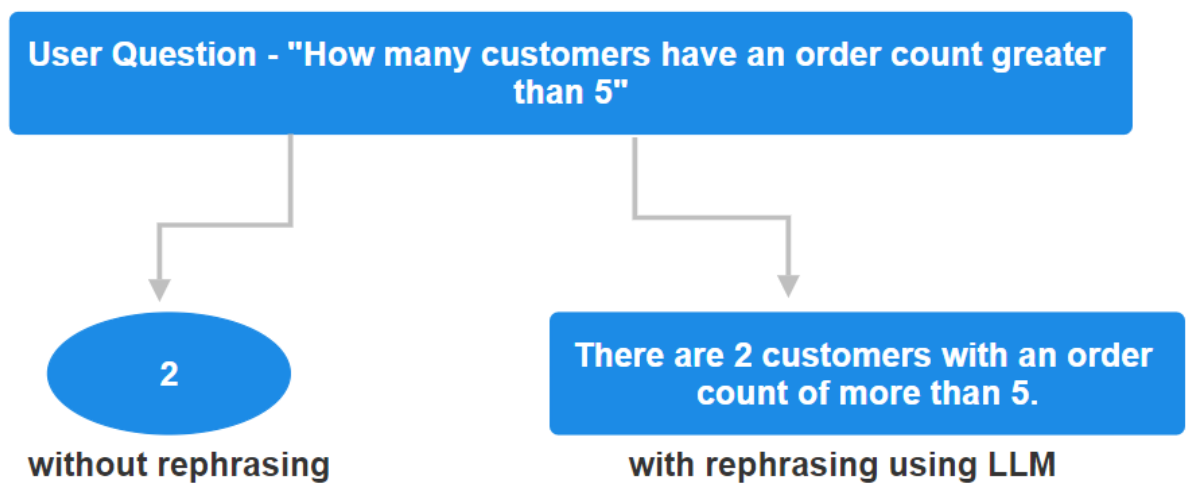 User Question - "How many customers have an order count greater
than 5"
2
There are 2 customers with an order
count of more than 5.
without rephrasing
with rephrasing using LLM